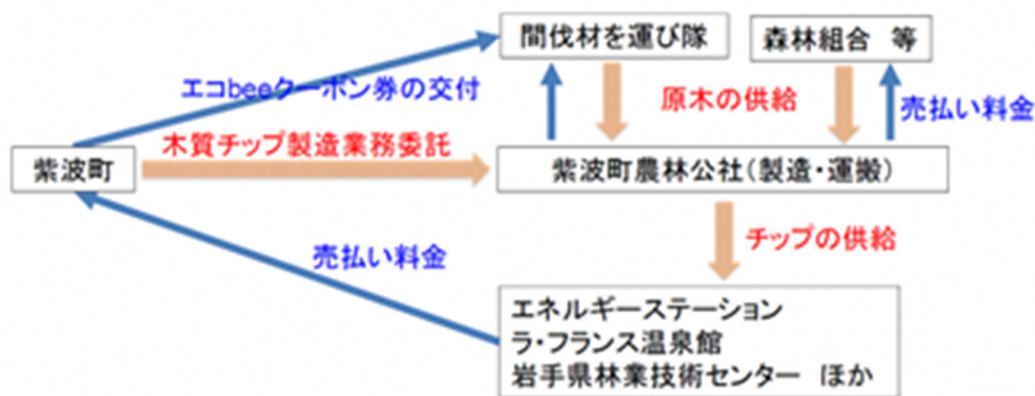 間伐材を運び隊
森林組合　等
エコbeeクーポン券の交付
原木の供給
売払い料金
木質チップ製造業務委託
紫波町
紫波町農林公社(製造・運搬)
チップの供給
売払い料金
エネルギーステーション
ラ・フランス温泉館
岩手県林業技術センター　ほか